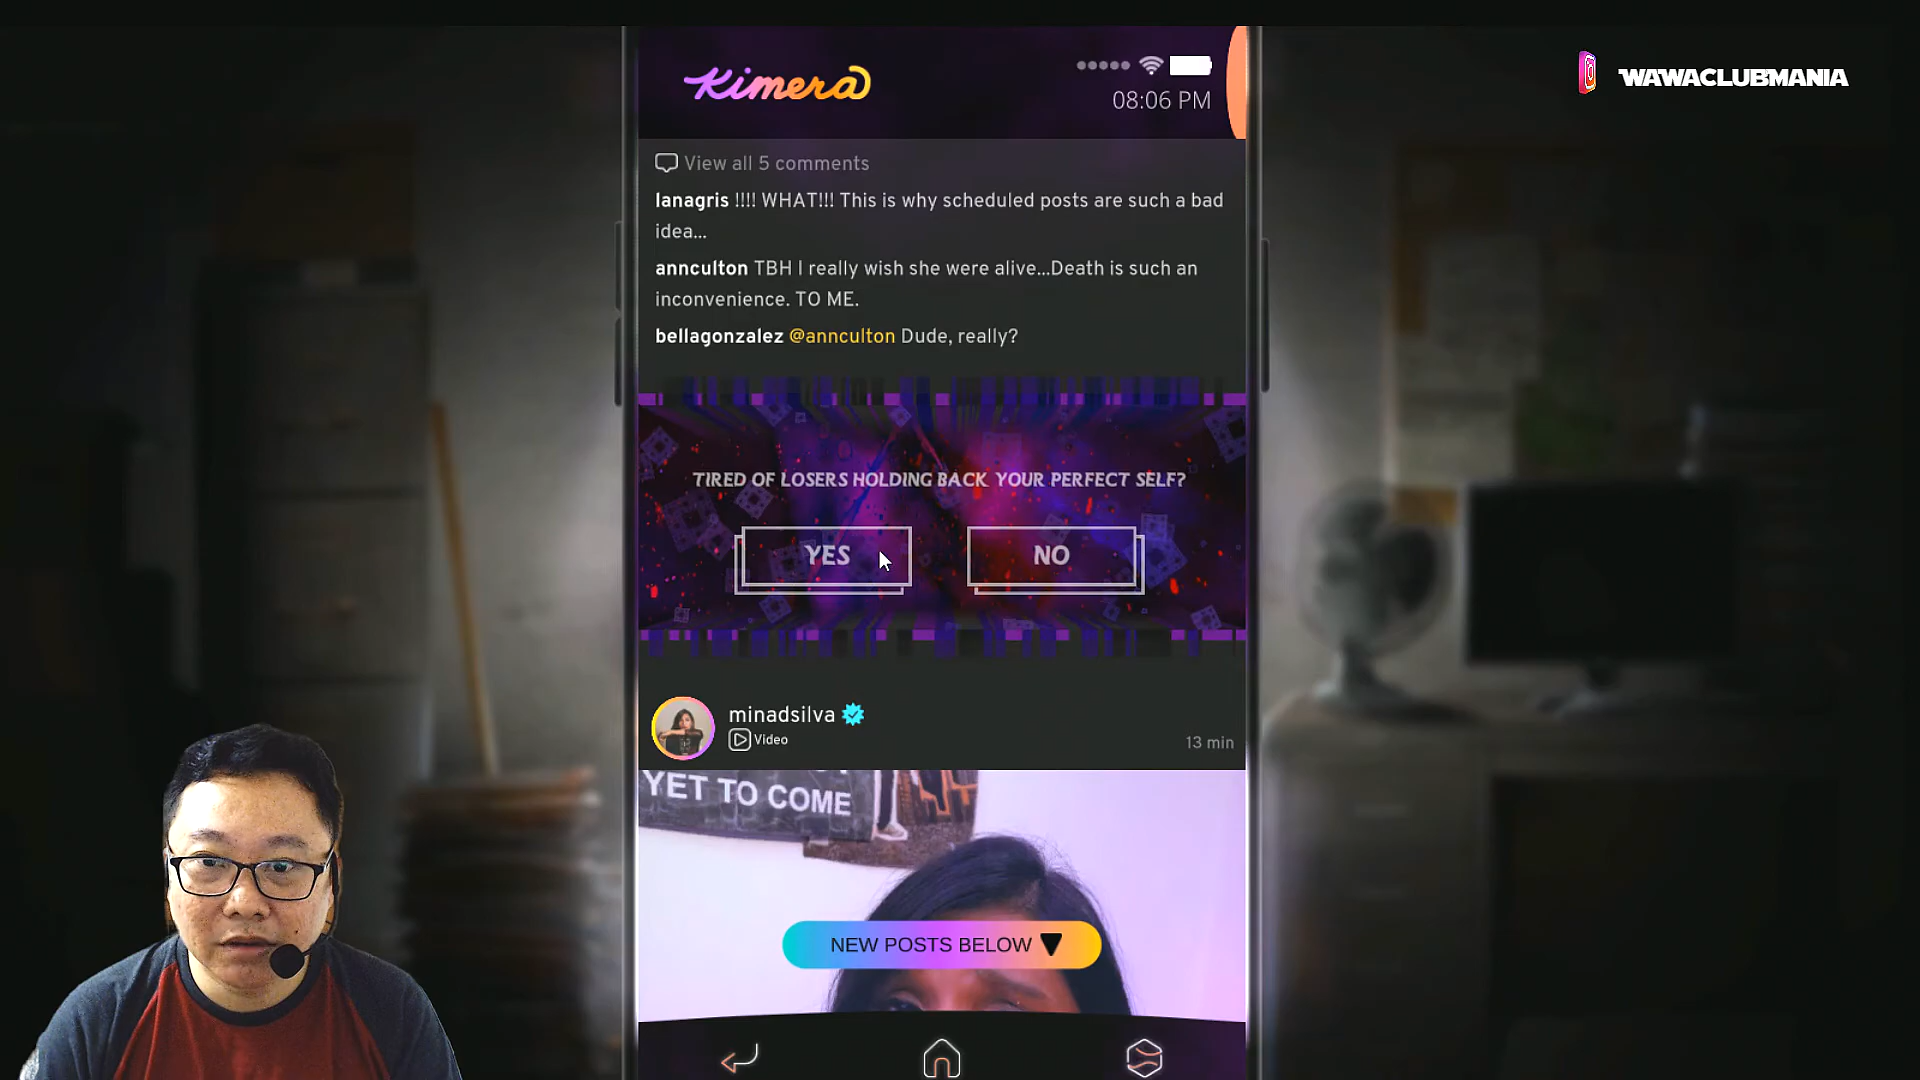 Kimera
08:06 PM
WAWACLUBMANIA
View all 5 comments
lanagris !!!! WHAT!!! This is why scheduled posts are such a bad
idea...
annculton TBH I really wish she were alive...Death is such an
inconvenience. TO ME.
bellagonzalez @annculton Dude, really?
TIRED OF LOSERS HOLDING BACK YOUR PERFECT SELF?
YES
NO
minadsilva
Video
13 min
YET TO COME
NEW POSTS BELOW